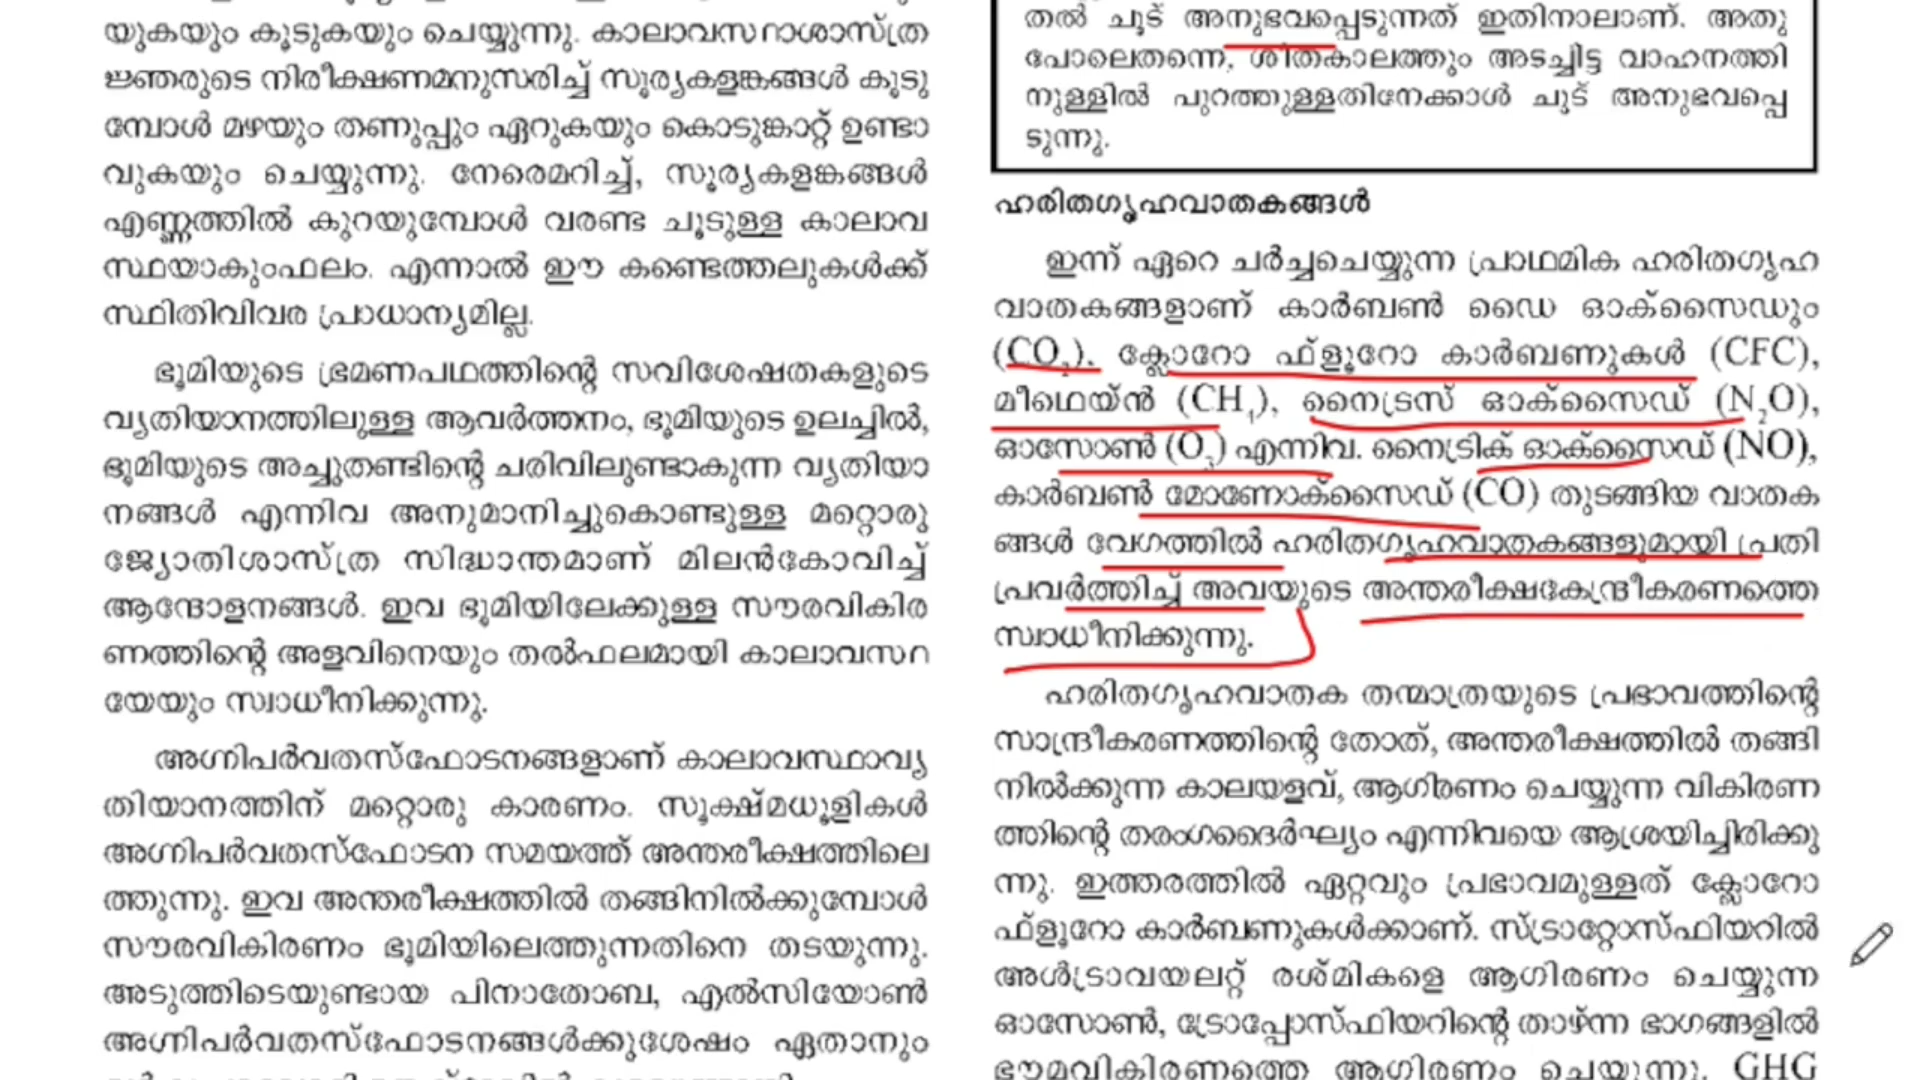 യുകയും കൂടുകയും ചെയ്യുന്നു. കാലാവസ്ഥാശാസ്ത്ര
ജ്ഞരുടെ നിരീക്ഷണമനുസരിച്ച് സൂര്യകളങ്കങ്ങൾ കൂടു
മ്പോൾ മഴയും തണുപ്പും ഏറുകയും കൊടുങ്കാറ്റ് ഉണ്ടാ
വുകയും ചെയ്യുന്നു. നേരെമറിച്ച്, സൂര്യകളങ്കങ്ങൾ
എണ്ണത്തിൽ കുറയുമ്പോൾ വരണ്ട ചൂടുള്ള കാലാവ
സ്ഥയാകുംഫലം. എന്നാൽ ഈ കണ്ടെത്തലുകൾക്ക്
സ്ഥിതിവിവര പ്രാധാന്യമില്ല.
ഭൂമിയുടെ ഭ്രമണപഥത്തിന്റെ സവിശേഷതകളുടെ
വ്യതിയാനത്തിലുള്ള ആവർത്തനം, ഭൂമിയുടെ ഉലച്ചിൽ,
ഭൂമിയുടെ അച്ചുതണ്ടിന്റെ ചരിവിലുണ്ടാകുന്ന വ്യതിയാ
നങ്ങൾ എന്നിവ അനുമാനിച്ചുകൊണ്ടുള്ള മറ്റൊരു
ജ്യോതിശാസ്ത്ര സിദ്ധാന്തമാണ് മിലൻകോവിച്ച്
ആന്ദോളനങ്ങൾ. ഇവ ഭൂമിയിലേക്കുള്ള സൗരവികിര
ണത്തിന്റെ അളവിനെയും തൽഫലമായി കാലാവസ്ഥ
യേയും സ്വാധീനിക്കുന്നു.
അഗ്നിപർവതസ്ഫോടനങ്ങളാണ് കാലാവസ്ഥാവ്യ
തിയാനത്തിന് മറ്റൊരു കാരണം. സൂക്ഷ്മധൂളികൾ
അഗ്നിപർവതസ്ഫോടന സമയത്ത് അന്തരീക്ഷത്തിലെ
ത്തുന്നു. ഇവ അന്തരീക്ഷത്തിൽ തങ്ങിനിൽക്കുമ്പോൾ
സൗരവികിരണം ഭൂമിയിലെത്തുന്നതിനെ തടയുന്നു.
അടുത്തിടെയുണ്ടായ പിനാതോബ, എൽസിയോൺ
അഗ്നിപർവതസ്ഫോടനങ്ങൾക്കുശേഷം ഏതാനും
തൽ ചൂട് അനുഭവപ്പെടുന്നത് ഇതിനാലാണ്. അതു
പോലെതന്നെ, ശീതകാലത്തും അടച്ചിട്ട വാഹനത്തി
നുള്ളിൽ പുറത്തുള്ളതിനേക്കാൾ ചൂട് അനുഭവപ്പെ
ടുന്നു.
ഹരിതഗൃഹവാതകങ്ങൾ
ഇന്ന് ഏറെ ചർച്ചചെയ്യുന്ന പ്രാഥമിക ഹരിതഗൃഹ
വാതകങ്ങളാണ് കാർബൺ ഡൈ ഓക്സൈഡും
(CO₂). ക്ലോറോ ഫ്ളൂറോ കാർബണുകൾ (CFC),
മീഥെയ്ൻ (CH₄), നൈട്രസ് ഓക്സൈഡ് (N₂O),
ഓസോൺ (O₃) എന്നിവ. നൈട്രിക് ഓക്സൈഡ് (NO),
കാർബൺ മോണോക്സൈഡ് (CO) തുടങ്ങിയ വാതക
ങ്ങൾ വേഗത്തിൽ ഹരിതഗൃഹവാതകങ്ങളുമായി പ്രതി
പ്രവർത്തിച്ച് അവയുടെ അന്തരീക്ഷകേന്ദ്രീകരണത്തെ
സ്വാധീനിക്കുന്നു.
ഹരിതഗൃഹവാതക തന്മാത്രയുടെ പ്രഭാവത്തിന്റെ
സാന്ദ്രീകരണത്തിന്റെ തോത്, അന്തരീക്ഷത്തിൽ തങ്ങി
നിൽക്കുന്ന കാലയളവ്, ആഗിരണം ചെയ്യുന്ന വികിരണ
ത്തിന്റെ തരംഗദൈർഘ്യം എന്നിവയെ ആശ്രയിച്ചിരിക്കു
ന്നു. ഇത്തരത്തിൽ ഏറ്റവും പ്രഭാവമുള്ളത് ക്ലോറോ
ഫ്ളൂറോ കാർബണുകൾക്കാണ്. സ്ട്രാറ്റോസ്ഫിയറിൽ
അൾട്രാവയലറ്റ് രശ്മികളെ ആഗിരണം ചെയ്യുന്ന
ഓസോൺ, ട്രോപ്പോസ്ഫിയറിന്റെ താഴ്ന്ന ഭാഗങ്ങളിൽ
ഭൗമവികിരണത്തെ ആഗിരണം ചെയ്യുന്നു. GHG